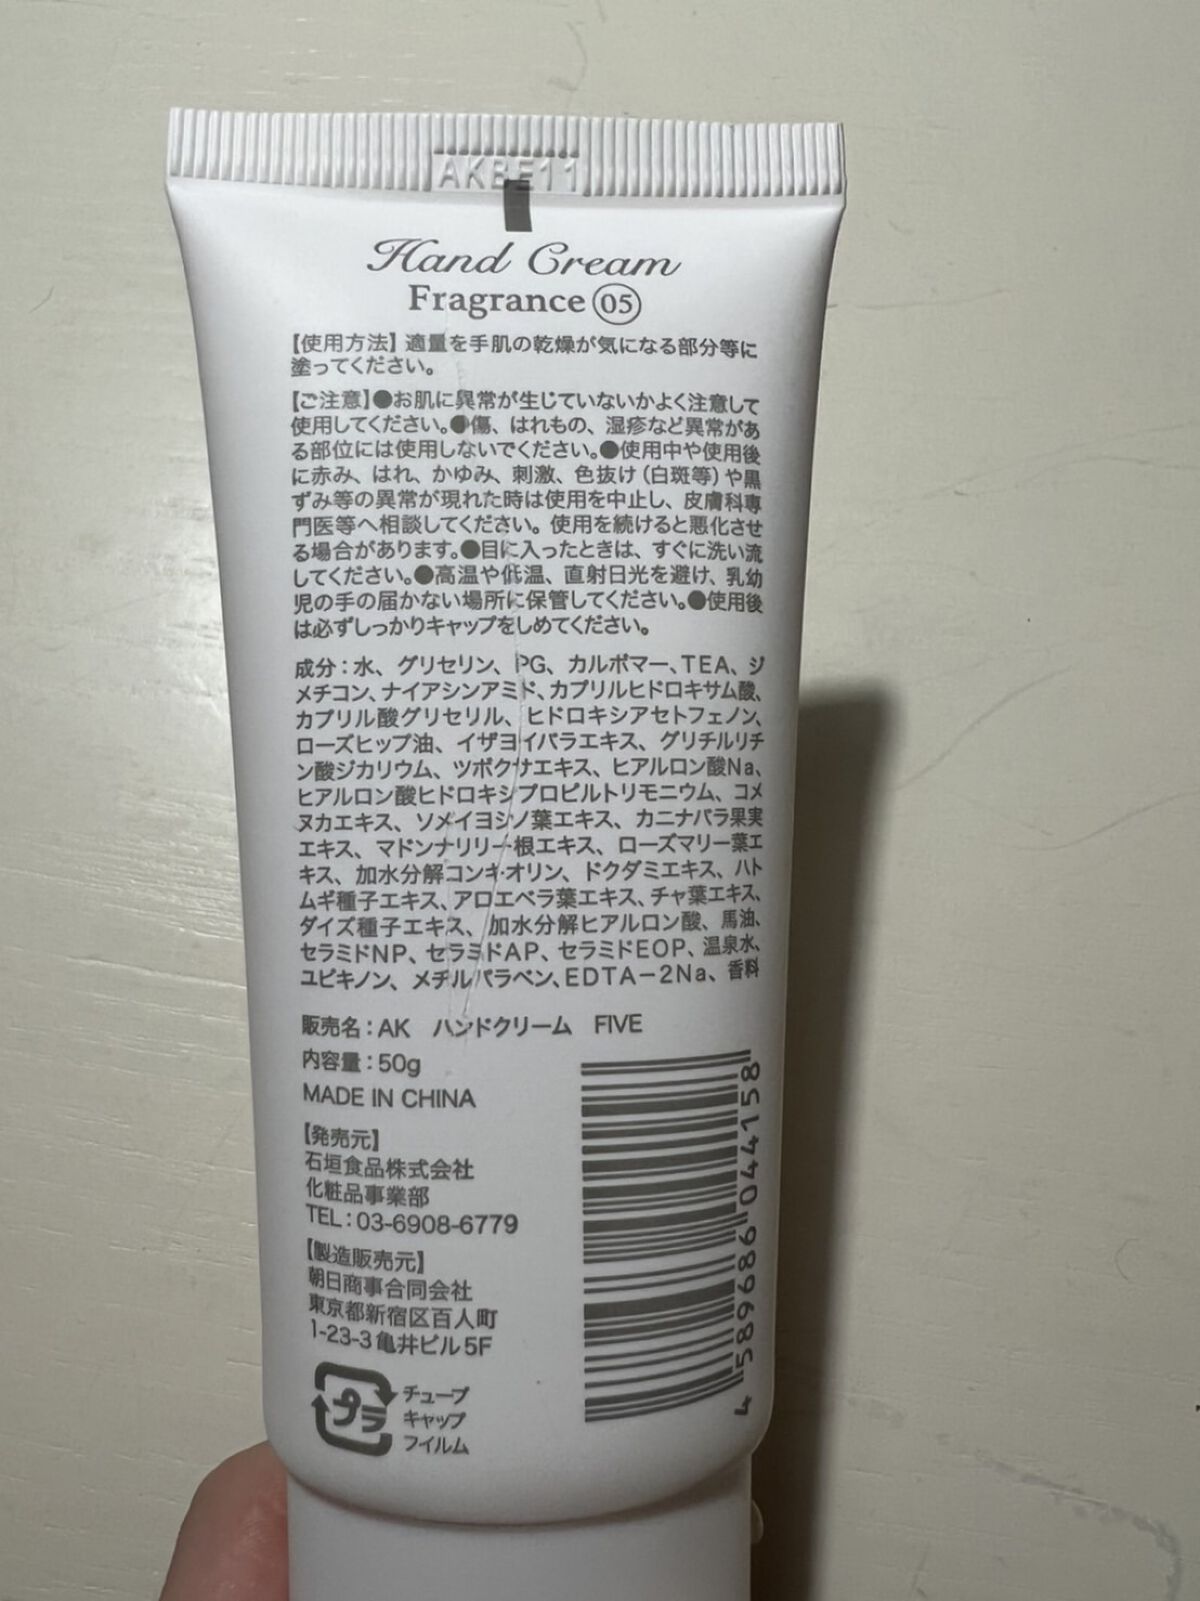 AKBE11
Hand Cream
Fragrance 05
【使用方法】適量を手肌の乾燥が気になる部分等に
塗ってください。
【ご注意】●お肌に異常が生じていないかよく注意して
使用してください。●傷、はれもの、湿疹など異常があ
る部位には使用しないでください。●使用中や使用後
に赤み、はれ、かゆみ、刺激、色抜け(白斑等)や黒
ずみ等の異常が現れた時は使用を中止し、皮膚科専
門医等へ相談してください。使用を続けると悪化させ
る場合があります。●目に入ったときは、すぐに洗い流
してください。●高温や低温、直射日光を避け、乳幼
児の手の届かない場所に保管してください。●使用後
は必ずしっかりキャップをしめてください。
成分：水、グリセリン、PG、カルボマー、TEA、ジ
メチコン、ナイアシンアミド、カプリルヒドロキサム酸、
カプリル酸グリセリル、ヒドロキシアセトフェノン、
ローズヒップ油、イザヨイバラエキス、グリチルリチ
ン酸ジカリウム、ツボクサエキス、ヒアルロン酸Na、
ヒアルロン酸ヒドロキシプロピルトリモニウム、コメ
ヌカエキス、ソメイヨシノ葉エキス、カニナバラ果実
エキス、マドンナリリー根エキス、ローズマリー葉エ
キス、加水分解コンキオリン、ドクダミエキス、ハト
ムギ種子エキス、アロエベラ葉エキス、チャ葉エキス、
ダイズ種子エキス、加水分解ヒアルロン酸、馬油、
セラミドNP、セラミドAP、セラミドEOP、温泉水、
ユビキノン、メチルパラベン、EDTA－2Na、香料
販売名：AK　ハンドクリーム　FIVE
内容量：50g
MADE IN CHINA
【発売元】
石垣食品株式会社
化粧品事業部
TEL：03-6908-6779
【製造販売元】
朝日商事合同会社
東京都新宿区百人町
1-23-3亀井ビル5F
プラ
チューブ
キャップ
フイルム
4 589686 044158